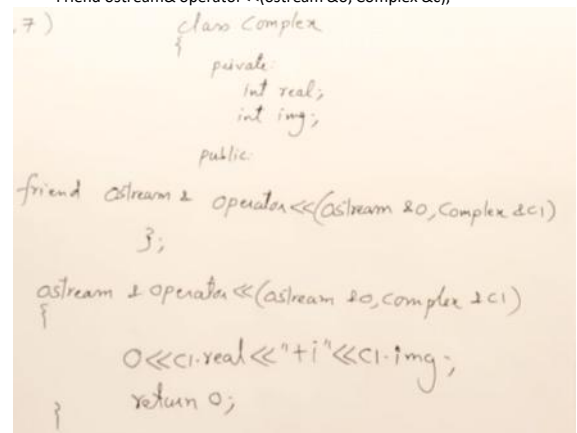 Friend ostream& operator <<(ostream &o, Complex &c);
,7) class Complex
{
private:
int real;
int img;
public:
friend ostream & operator<<(ostream &o, Complex &c1)
};
ostream & operator<<(ostream &o, complex &c1)
{
o<<c1.real<<"+i"<<c1.img;
return o;
}